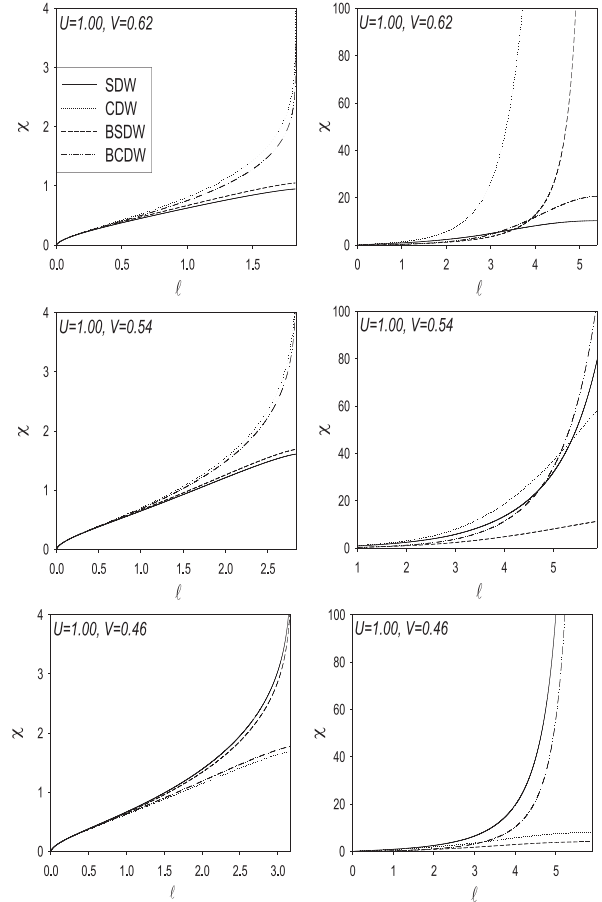 U=1.00, V=0.62
4
3
2
1
0
χ
SDW
CDW
BSDW
BCDW
0.0 0.5 1.0 1.5
ℓ
U=1.00, V=0.62
100
80
60
40
20
0
χ
0 1 2 3 4 5
ℓ
U=1.00, V=0.54
4
3
2
1
0
χ
0.0 0.5 1.0 1.5 2.0 2.5
ℓ
U=1.00, V=0.54
100
80
60
40
20
0
χ
1 2 3 4 5
ℓ
U=1.00, V=0.46
4
3
2
1
0
χ
0.0 0.5 1.0 1.5 2.0 2.5 3.0
ℓ
U=1.00, V=0.46
100
80
60
40
20
0
χ
0 1 2 3 4 5
ℓ